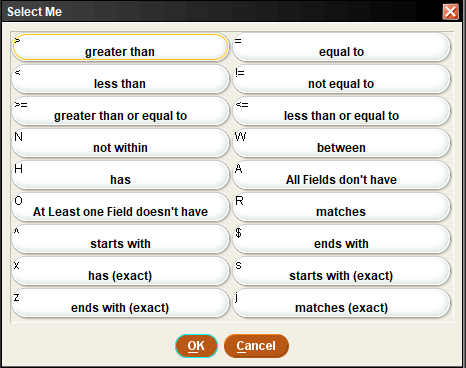 Select Me
> =
greater than equal to
< !=
less than not equal to
>= <=
greater than or equal to less than or equal to
N W
not within between
H A
has All Fields don't have
O R
At Least one Field doesn't have matches
^ $
starts with ends with
x s
has (exact) starts with (exact)
z j
ends with (exact) matches (exact)
OK Cancel